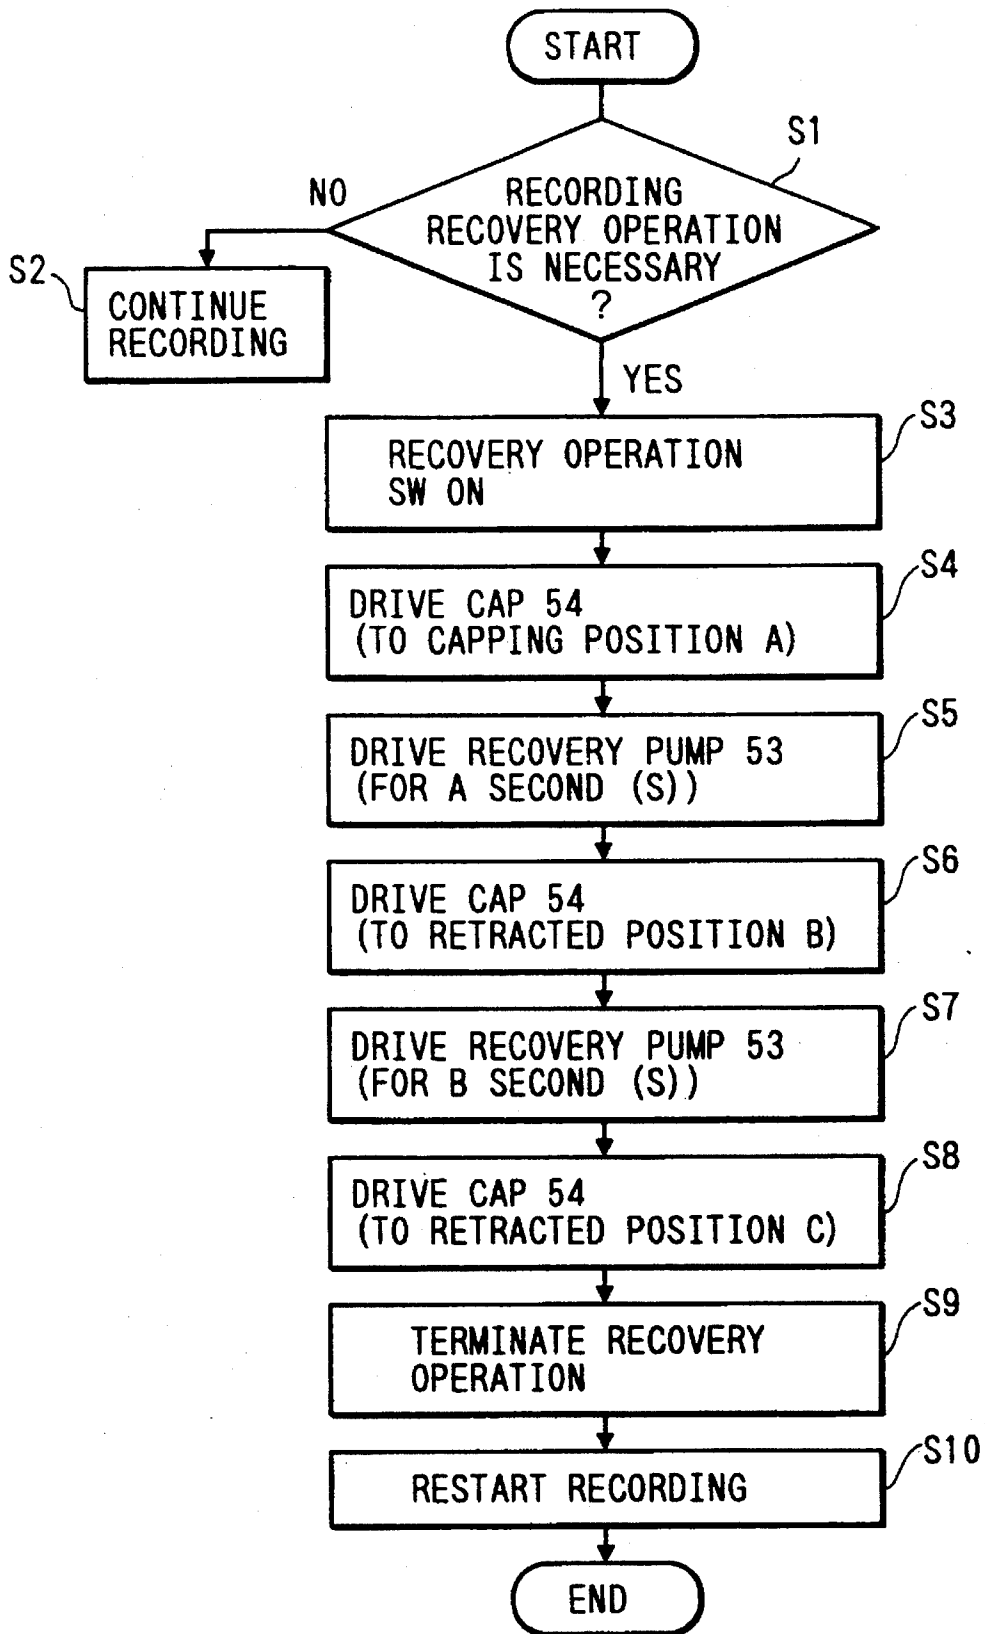 START
S1
NO
RECORDING
RECOVERY OPERATION
IS NECESSARY
?
S2
CONTINUE
RECORDING
YES
S3
RECOVERY OPERATION
SW ON
S4
DRIVE CAP 54
(TO CAPPING POSITION A)
S5
DRIVE RECOVERY PUMP 53
(FOR A SECOND (S))
S6
DRIVE CAP 54
(TO RETRACTED POSITION B)
S7
DRIVE RECOVERY PUMP 53
(FOR B SECOND (S))
S8
DRIVE CAP 54
(TO RETRACTED POSITION C)
S9
TERMINATE RECOVERY
OPERATION
S10
RESTART RECORDING
END